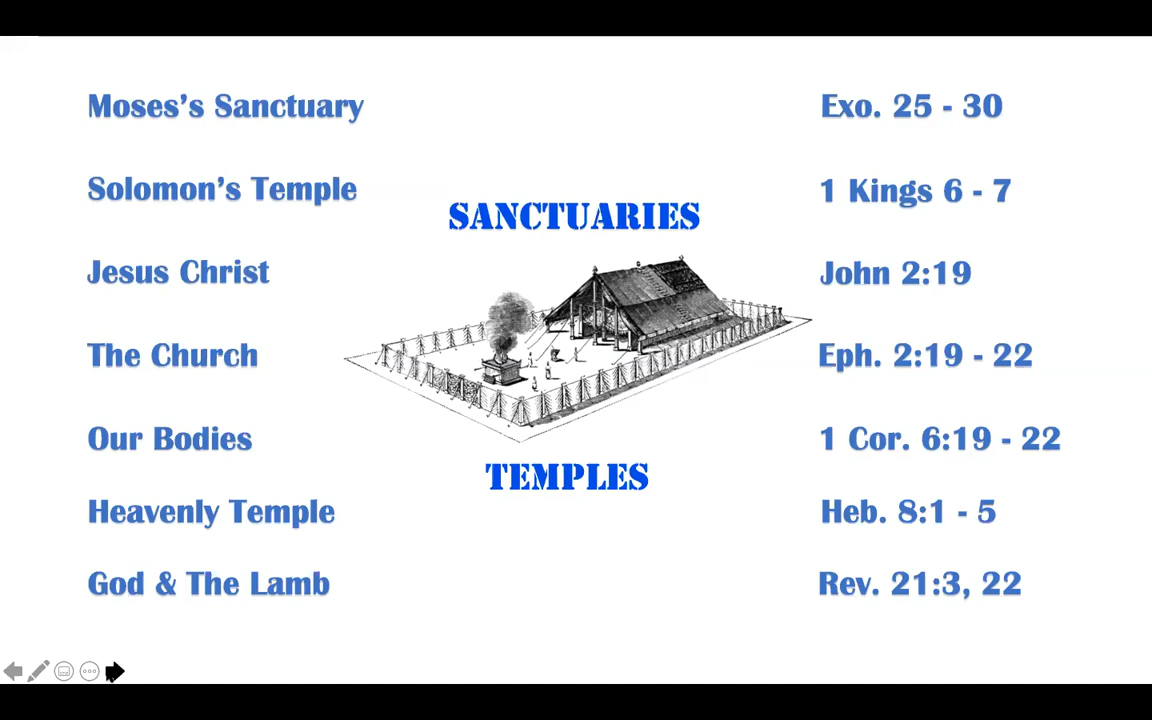 Moses’s Sanctuary Exo. 25 - 30
Solomon’s Temple 1 Kings 6 - 7
SANCTUARIES
Jesus Christ John 2:19
The Church Eph. 2:19 - 22
Our Bodies 1 Cor. 6:19 - 22
TEMPLES
Heavenly Temple Heb. 8:1 - 5
God & The Lamb Rev. 21:3, 22